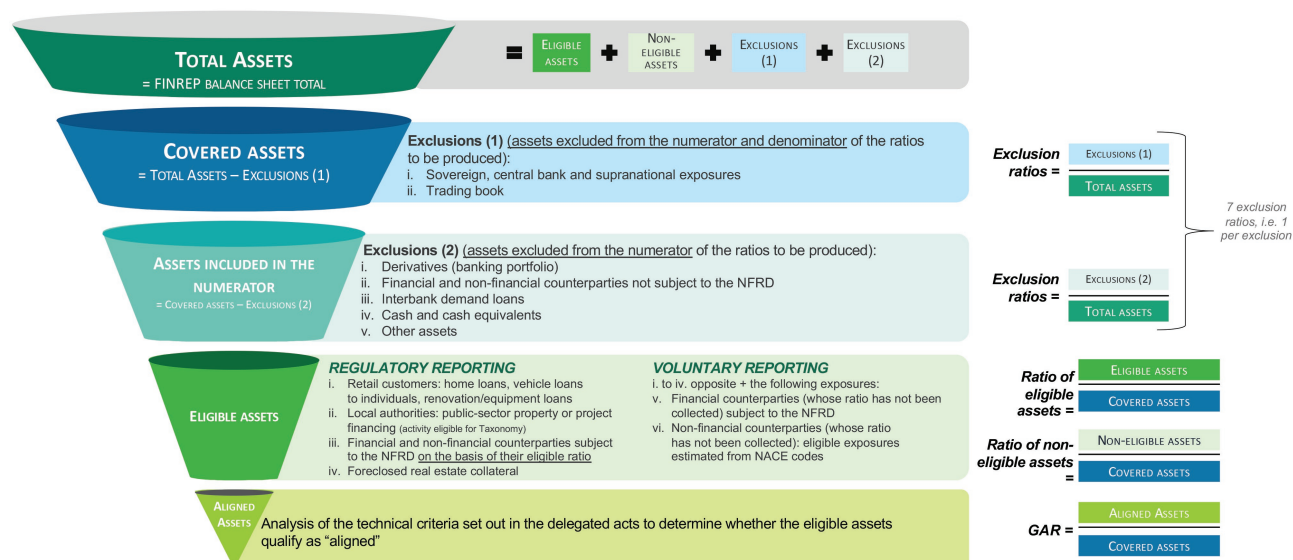 TOTAL ASSETS
= FINREP BALANCE SHEET TOTAL
=
ELIGIBLE
ASSETS
+
NON-
ELIGIBLE
ASSETS
+
EXCLUSIONS
(1)
+
EXCLUSIONS
(2)
COVERED ASSETS
= TOTAL ASSETS – EXCLUSIONS (1)
Exclusions (1) (assets excluded from the numerator and denominator of the ratios
to be produced):
i. Sovereign, central bank and supranational exposures
ii. Trading book
Exclusion
ratios =
EXCLUSIONS (1)
TOTAL ASSETS
7 exclusion
ratios, i.e. 1
per exclusion
ASSETS INCLUDED IN THE
NUMERATOR
= COVERED ASSETS – EXCLUSIONS (2)
Exclusions (2) (assets excluded from the numerator of the ratios to be produced):
i. Derivatives (banking portfolio)
ii. Financial and non-financial counterparties not subject to the NFRD
iii. Interbank demand loans
iv. Cash and cash equivalents
v. Other assets
Exclusion
ratios =
EXCLUSIONS (2)
TOTAL ASSETS
ELIGIBLE ASSETS
REGULATORY REPORTING
i. Retail customers: home loans, vehicle loans
to individuals, renovation/equipment loans
ii. Local authorities: public-sector property or project
financing (activity eligible for Taxonomy)
iii. Financial and non-financial counterparties subject
to the NFRD on the basis of their eligible ratio
iv. Foreclosed real estate collateral
VOLUNTARY REPORTING
i. to iv. opposite + the following exposures:
v. Financial counterparties (whose ratio has not been
collected) subject to the NFRD
vi. Non-financial counterparties (whose ratio
has not been collected): eligible exposures
estimated from NACE codes
Ratio of
eligible
assets =
ELIGIBLE ASSETS
COVERED ASSETS
Ratio of non-
eligible assets
=
NON-ELIGIBLE ASSETS
COVERED ASSETS
ALIGNED
ASSETS
Analysis of the technical criteria set out in the delegated acts to determine whether the eligible assets
qualify as “aligned”
GAR =
ALIGNED ASSETS
COVERED ASSETS